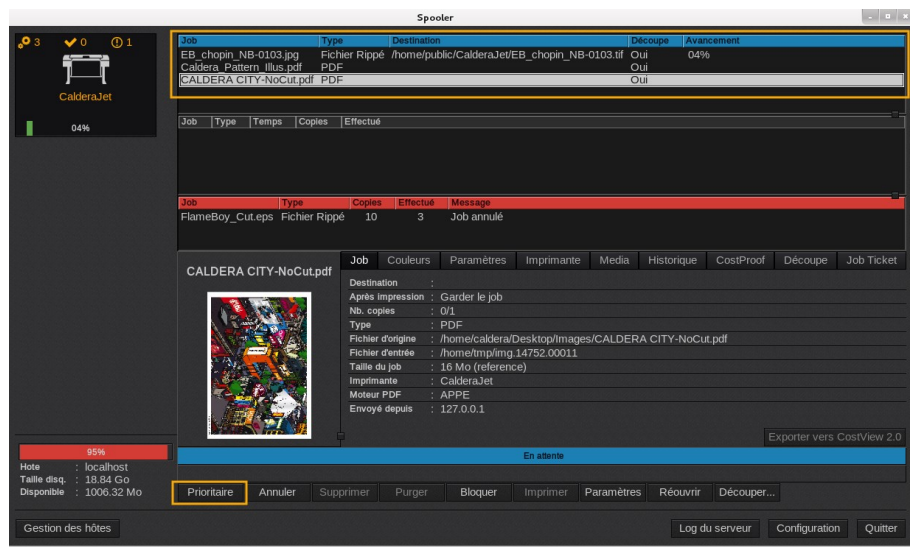 Spooler
3 0 1
CalderaJet
04%
Job Type Destination Découpe Avancement
EB_chopin_NB-0103.jpg Fichier Rippé /home/public/CalderaJet/EB_chopin_NB-0103.tif Oui 04%
Caldera_Pattern_Illus.pdf PDF Oui
CALDERA CITY-NoCut.pdf PDF Oui
Job Type Temps Copies Effectué
Job Type Copies Effectué Message
FlameBoy_Cut.eps Fichier Rippé 10 3 Job annulé
CALDERA CITY-NoCut.pdf
Job Couleurs Paramètres Imprimante Media Historique CostProof Découpe Job Ticket
Destination :
Après impression : Garder le job
Nb. copies : 0/1
Type : PDF
Fichier d'origine : /home/caldera/Desktop/Images/CALDERA CITY-NoCut.pdf
Fichier d'entrée : /home/tmp/img.14752.00011
Taille du job : 16 Mo (reference)
Imprimante : CalderaJet
Moteur PDF : APPE
Envoyé depuis : 127.0.0.1
Exporter vers CostView 2.0
95%
Hote : localhost
Taille disq. : 18.84 Go
Disponible : 1006.32 Mo
En attente
Prioritaire Annuler Supprimer Purger Bloquer Imprimer Paramètres Réouvrir Découper...
Gestion des hôtes Log du serveur Configuration Quitter